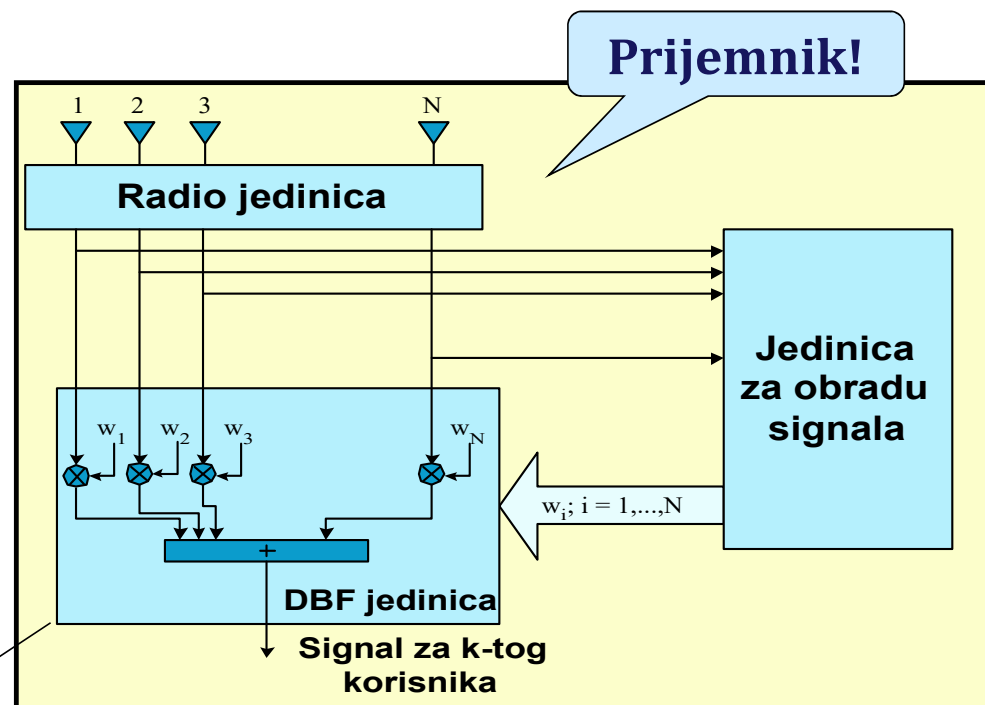 Prijemnik!
1 2 3 N
Radio jedinica
Jedinica
za obradu
signala
w1 w2 w3 wN
wi; i = 1,...,N
+
DBF jedinica
Signal za k-tog
korisnika